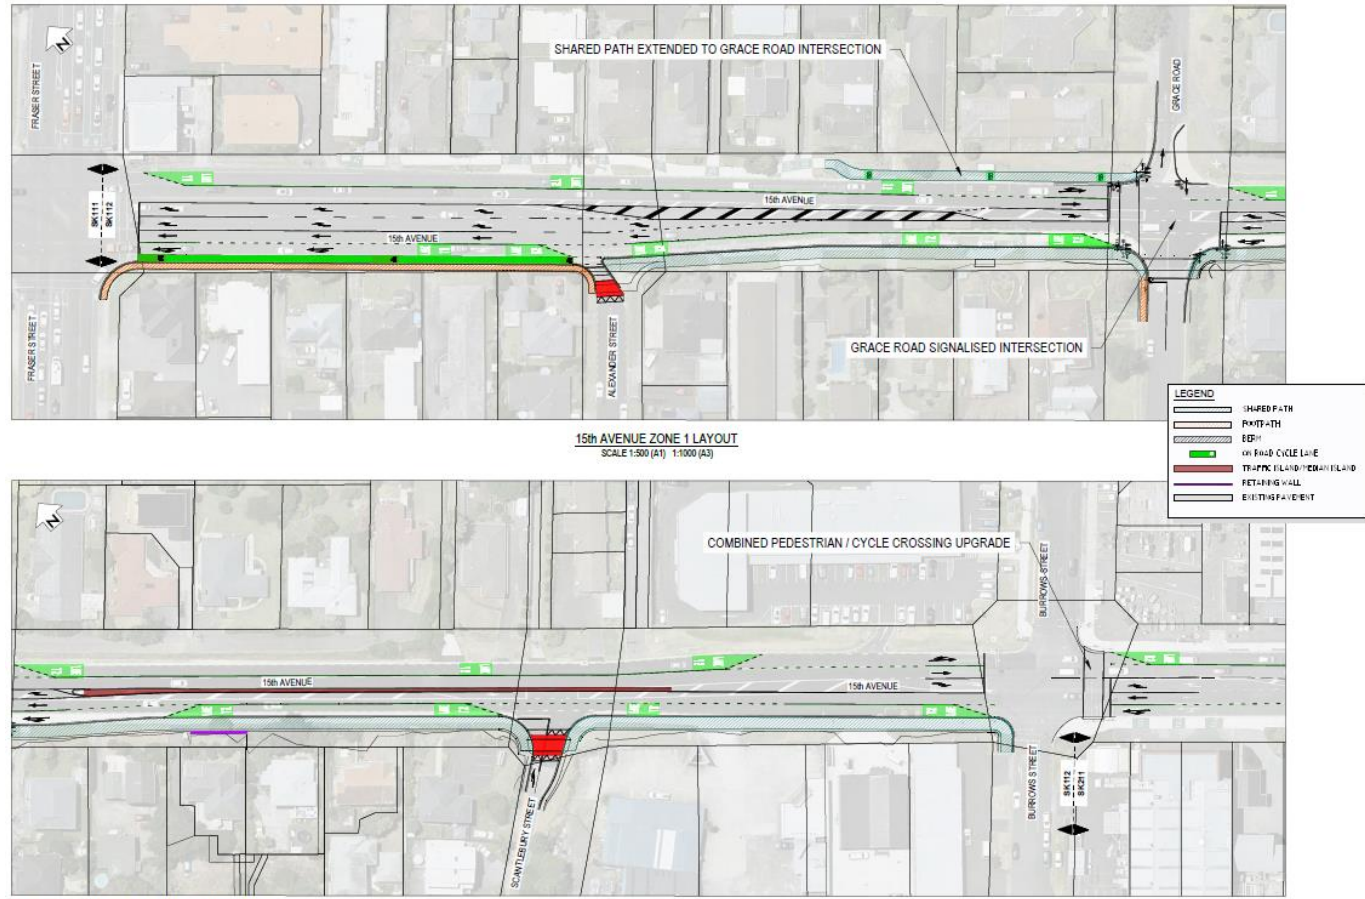 SHARED PATH EXTENDED TO GRACE ROAD INTERSECTION
N
FRASER STREET
GRACE ROAD
SK111
SK112
15th AVENUE
15th AVENUE
FRASER STREET
ALEXANDER STREET
GRACE ROAD SIGNALISED INTERSECTION
15th AVENUE ZONE 1 LAYOUT
SCALE 1:500 (A1) 1:1000 (A3)
LEGEND
SHARED PATH
FOOTPATH
BERM
ON ROAD CYCLE LANE
TRAFFIC ISLAND/MEDIAN ISLAND
RETAINING WALL
EXISTING PAVEMENT
N
COMBINED PEDESTRIAN / CYCLE CROSSING UPGRADE
BURROWS STREET
15th AVENUE
15th AVENUE
SCANTLEBURY STREET
BURROWS STREET
SK112
SK211